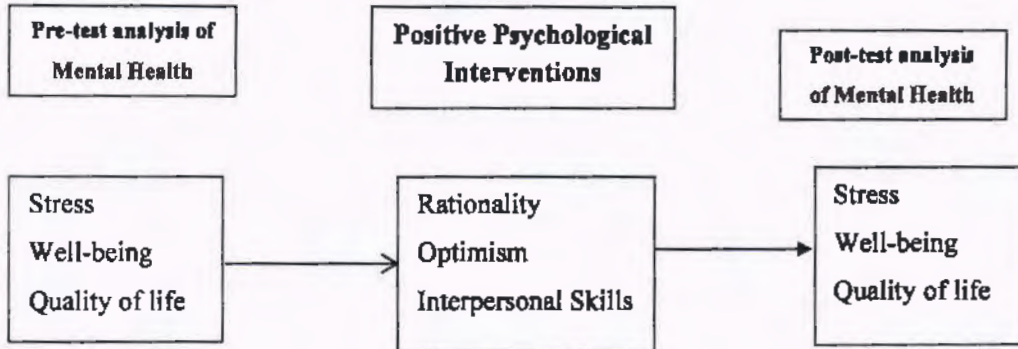 Pre-test analysis of
Mental Health
Positive Psychological
Interventions
Post-test analysis
of Mental Health
Stress
Well-being
Quality of life
Rationality
Optimism
Interpersonal Skills
Stress
Well-being
Quality of life